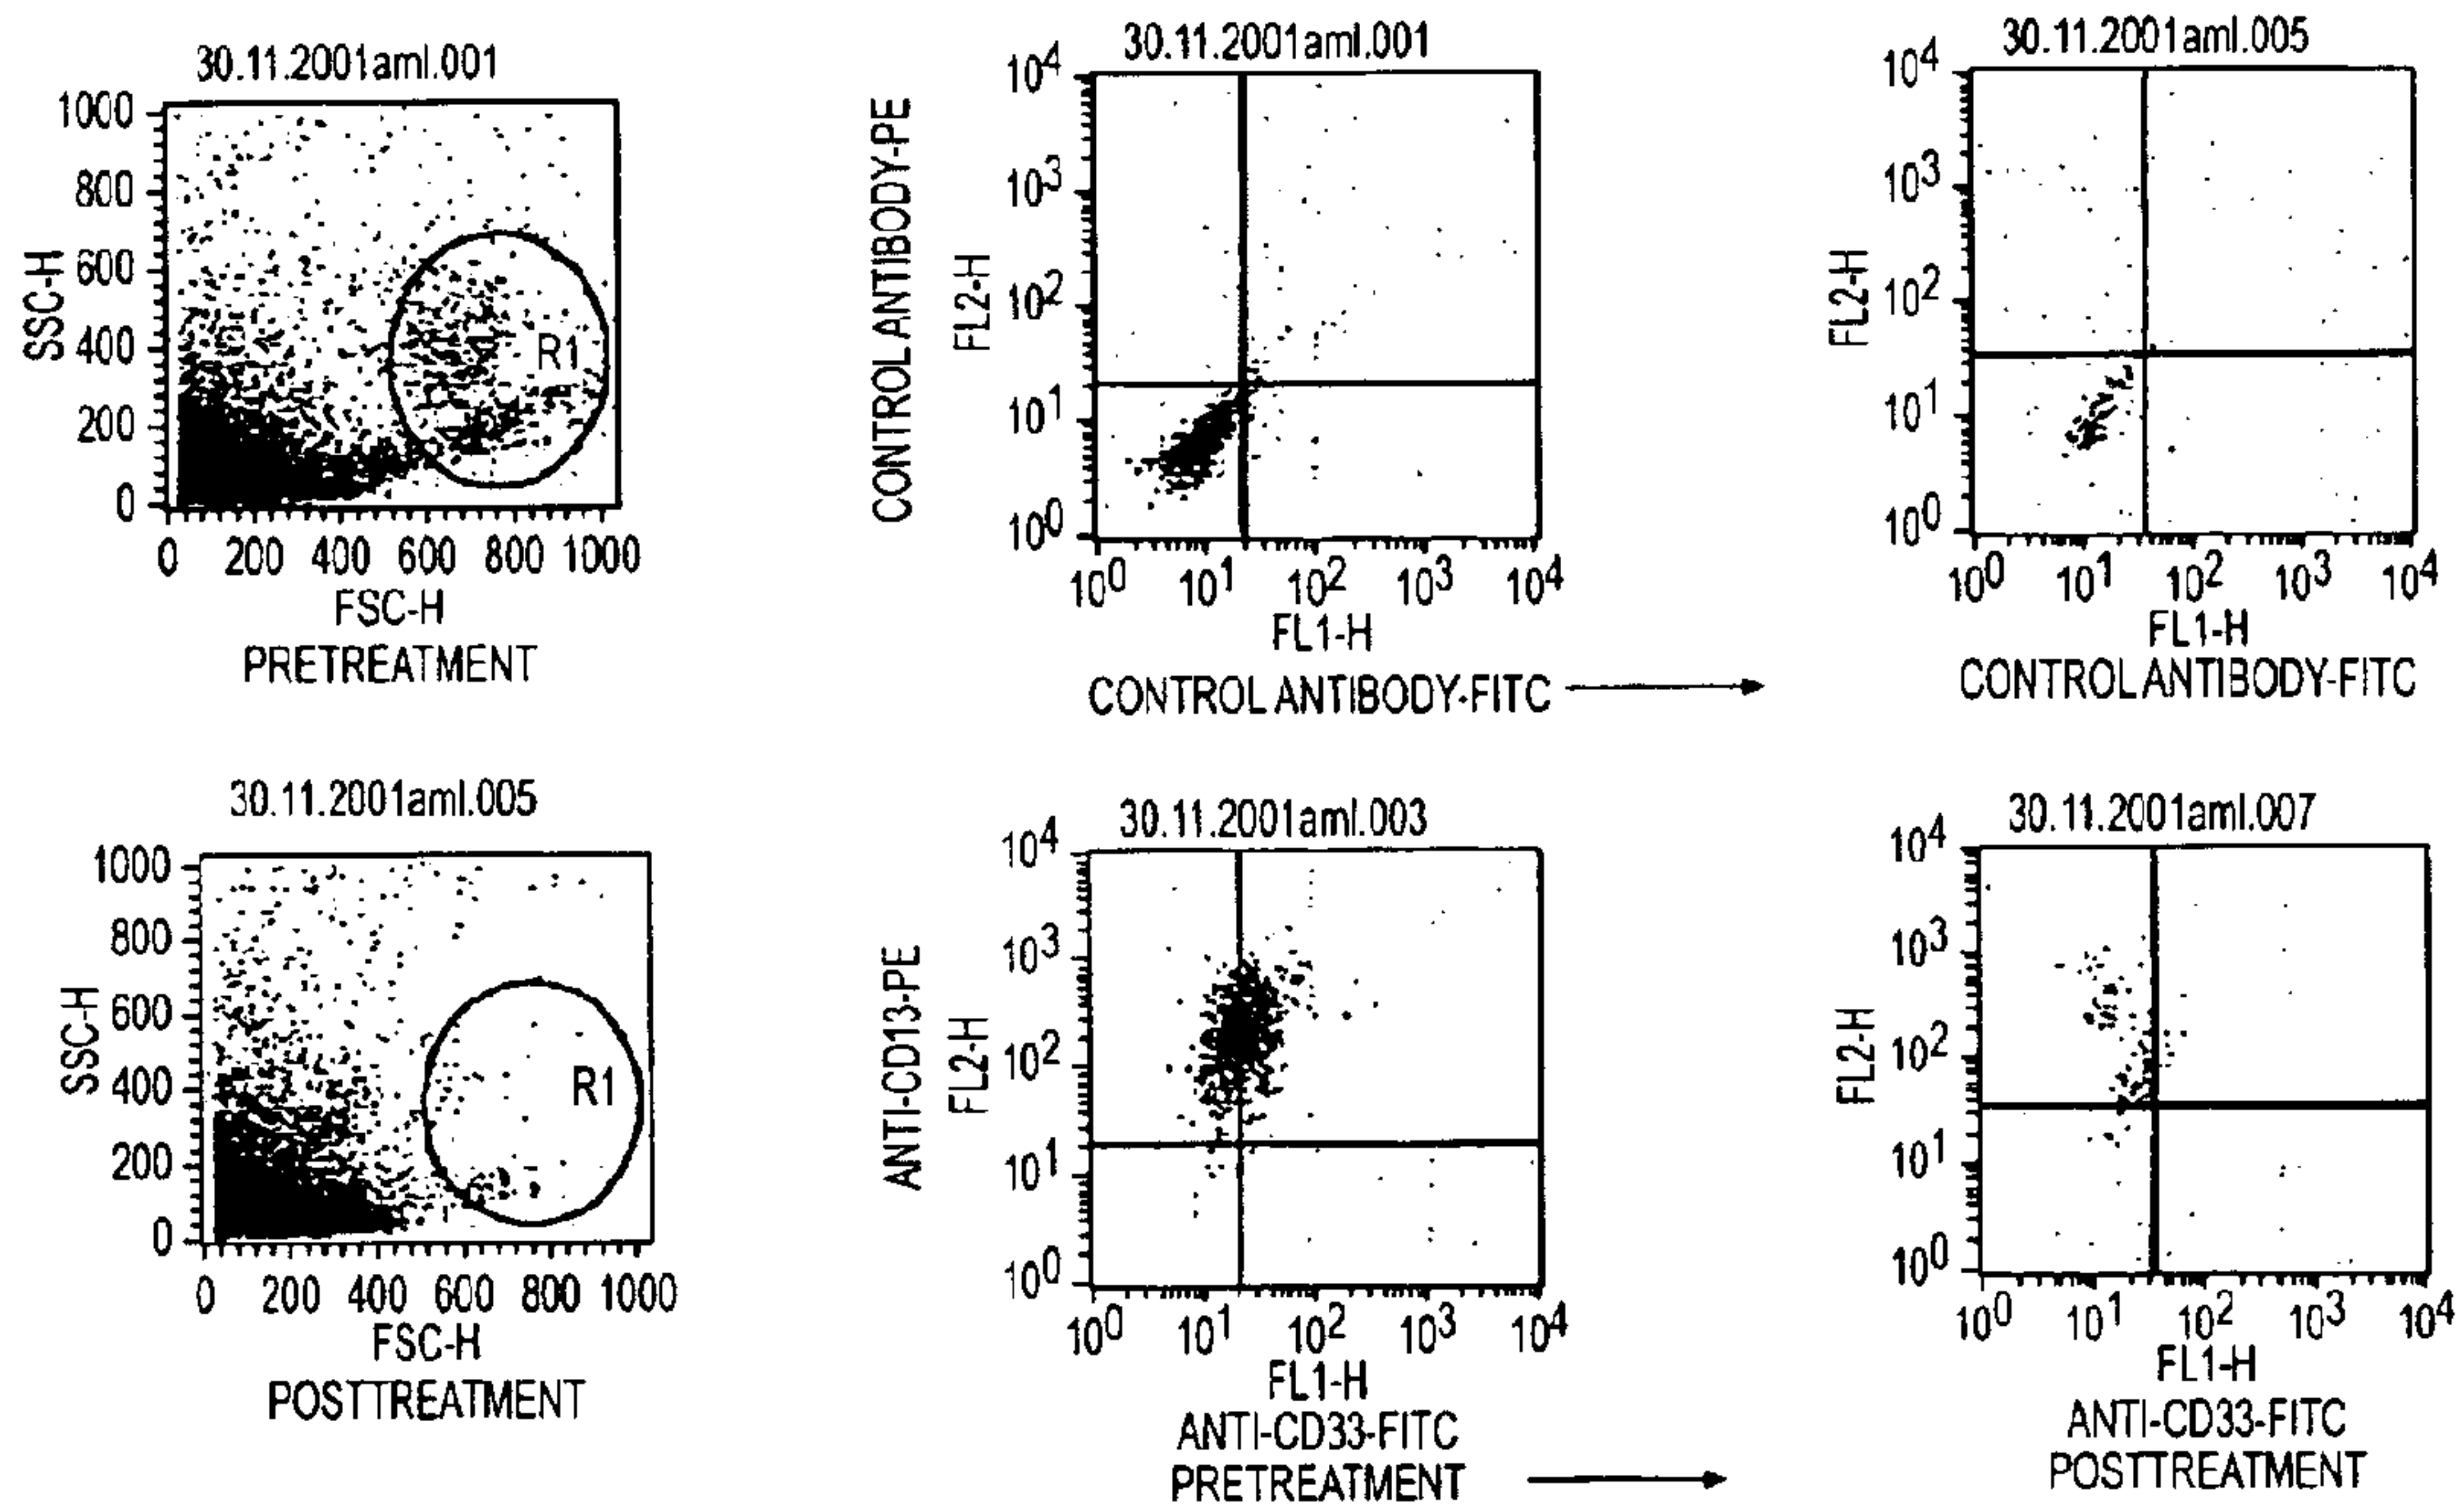 30.11.2001aml.001
1000
800
600
400
200
0
SSC-H
0 200 400 600 800 1000
R1
FSC-H
PRETREATMENT
30.11.2001aml.001
CONTROL ANTIBODY-PE
FL2-H
10^4
10^3
10^2
10^1
10^0
10^0 10^1 10^2 10^3 10^4
FL1-H
CONTROL ANTIBODY-FITC
30.11.2001aml.005
FL2-H
10^4
10^3
10^2
10^1
10^0
10^0 10^1 10^2 10^3 10^4
FL1-H
CONTROL ANTIBODY-FITC
30.11.2001aml.005
1000
800
600
400
200
0
SSC-H
R1
0 200 400 600 800 1000
FSC-H
POSTTREATMENT
30.11.2001aml.003
ANTI-CD13-PE
FL2-H
10^4
10^3
10^2
10^1
10^0
10^0 10^1 10^2 10^3 10^4
FL1-H
ANTI-CD33-FITC
PRETREATMENT
30.11.2001aml.007
FL2-H
10^4
10^3
10^2
10^1
10^0
10^0 10^1 10^2 10^3 10^4
FL1-H
ANTI-CD33-FITC
POSTTREATMENT